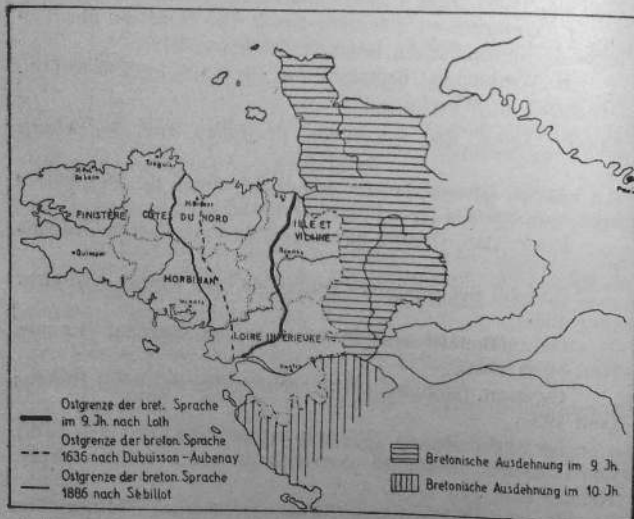 Tréguier
FINISTÈRE
CÔTE DU NORD
ILLE ET
VILAINE
Rennes
Quimper
MORBIHAN
Vannes
LOIRE INFÉRIEURE
Nantes
Ostgrenze der bret. Sprache
im 9. Jh. nach Loth
Ostgrenze der breton. Sprache
1636 nach Dubuisson-Aubenay
Ostgrenze der breton. Sprache
1886 nach Sébillot
Bretonische Ausdehnung im 9. Jh.
Bretonische Ausdehnung im 10. Jh.